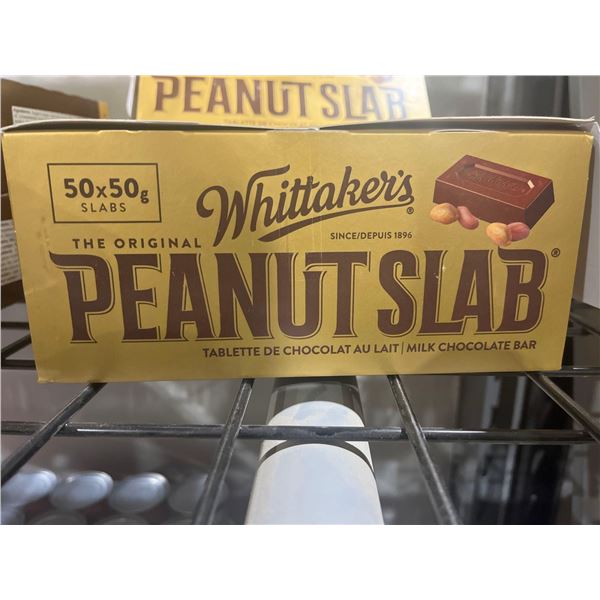 PEANUT SLAB
50x50g
SLABS
Whittaker's®
SINCE/DEPUIS 1896
THE ORIGINAL
PEANUT SLAB®
TABLETTE DE CHOCOLAT AU LAIT | MILK CHOCOLATE BAR